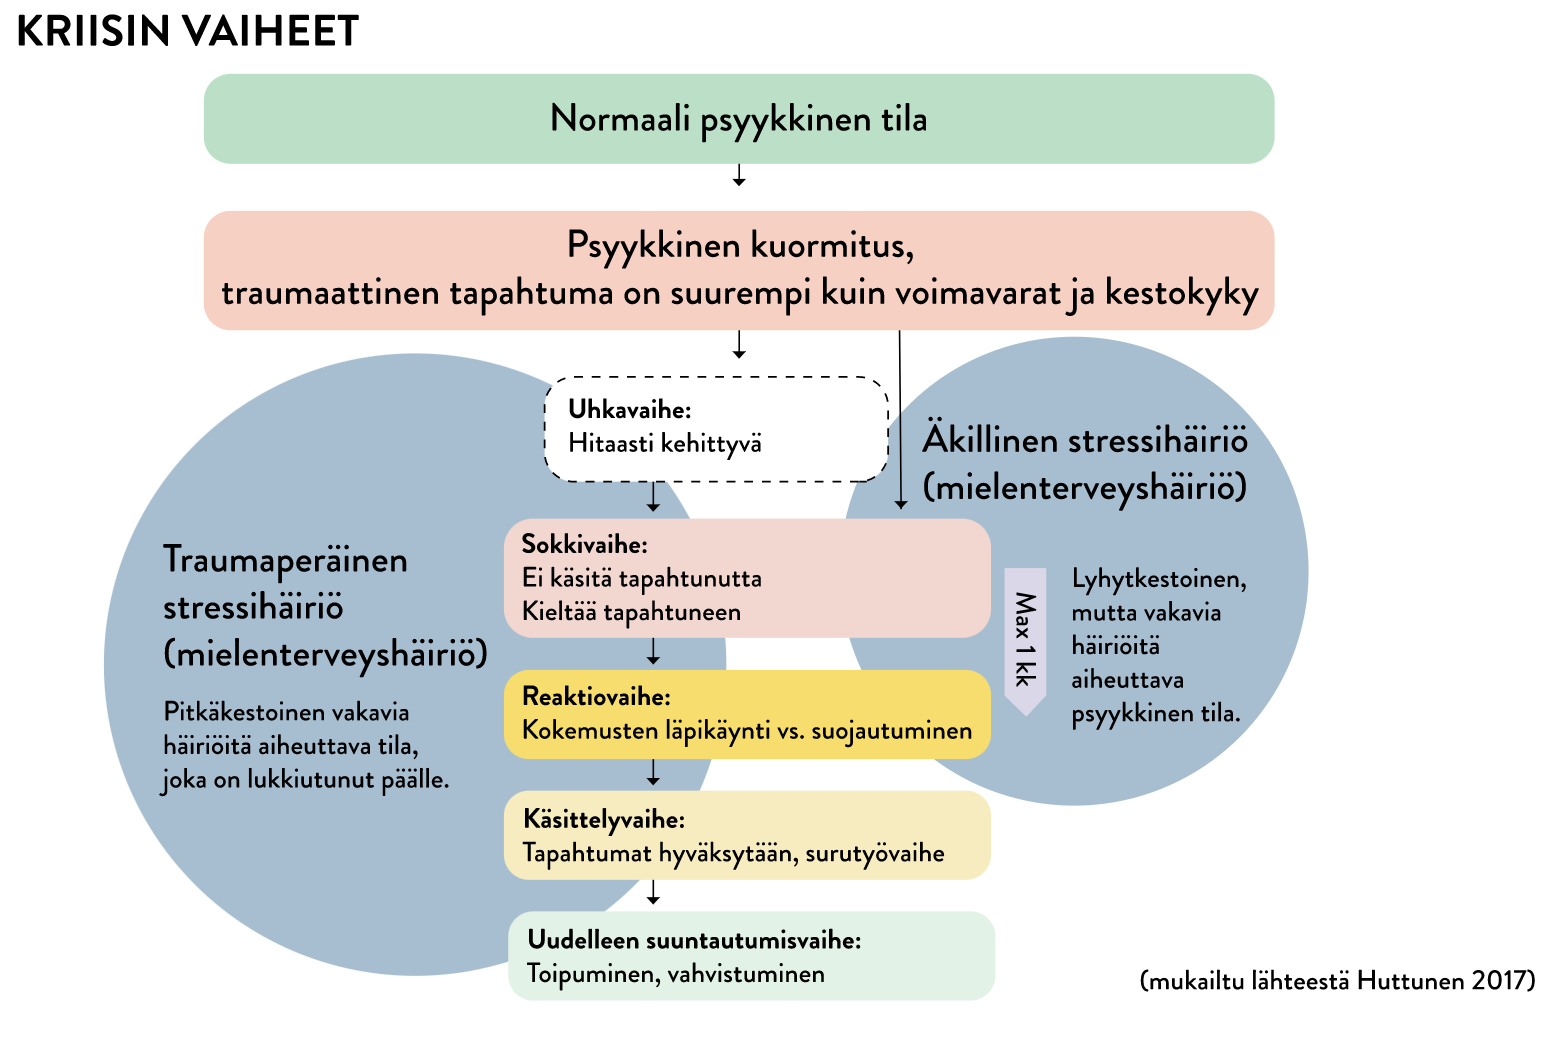 KRIISIN VAIHEET
Normaali psyykkinen tila
Psyykkinen kuormitus,
traumaattinen tapahtuma on suurempi kuin voimavarat ja kestokyky
Uhkavaihe:
Hitaasti kehittyvä
Äkillinen stressihäiriö
(mielenterveyshäiriö)
Traumaperäinen
stressihäiriö
(mielenterveyshäiriö)
Pitkäkestoinen vakavia
häiriöitä aiheuttava tila,
joka on lukkiutunut päälle.
Sokkivaihe:
Ei käsitä tapahtunutta
Kieltää tapahtuneen
Max 1 kk
Lyhytkestoinen,
mutta vakavia
häiriöitä
aiheuttava
psyykkinen tila.
Reaktiovaihe:
Kokemusten läpikäynti vs. suojautuminen
Käsittelyvaihe:
Tapahtumat hyväksytään, surutyövaihe
Uudelleen suuntautumisvaihe:
Toipuminen, vahvistuminen
(mukailtu lähteestä Huttunen 2017)